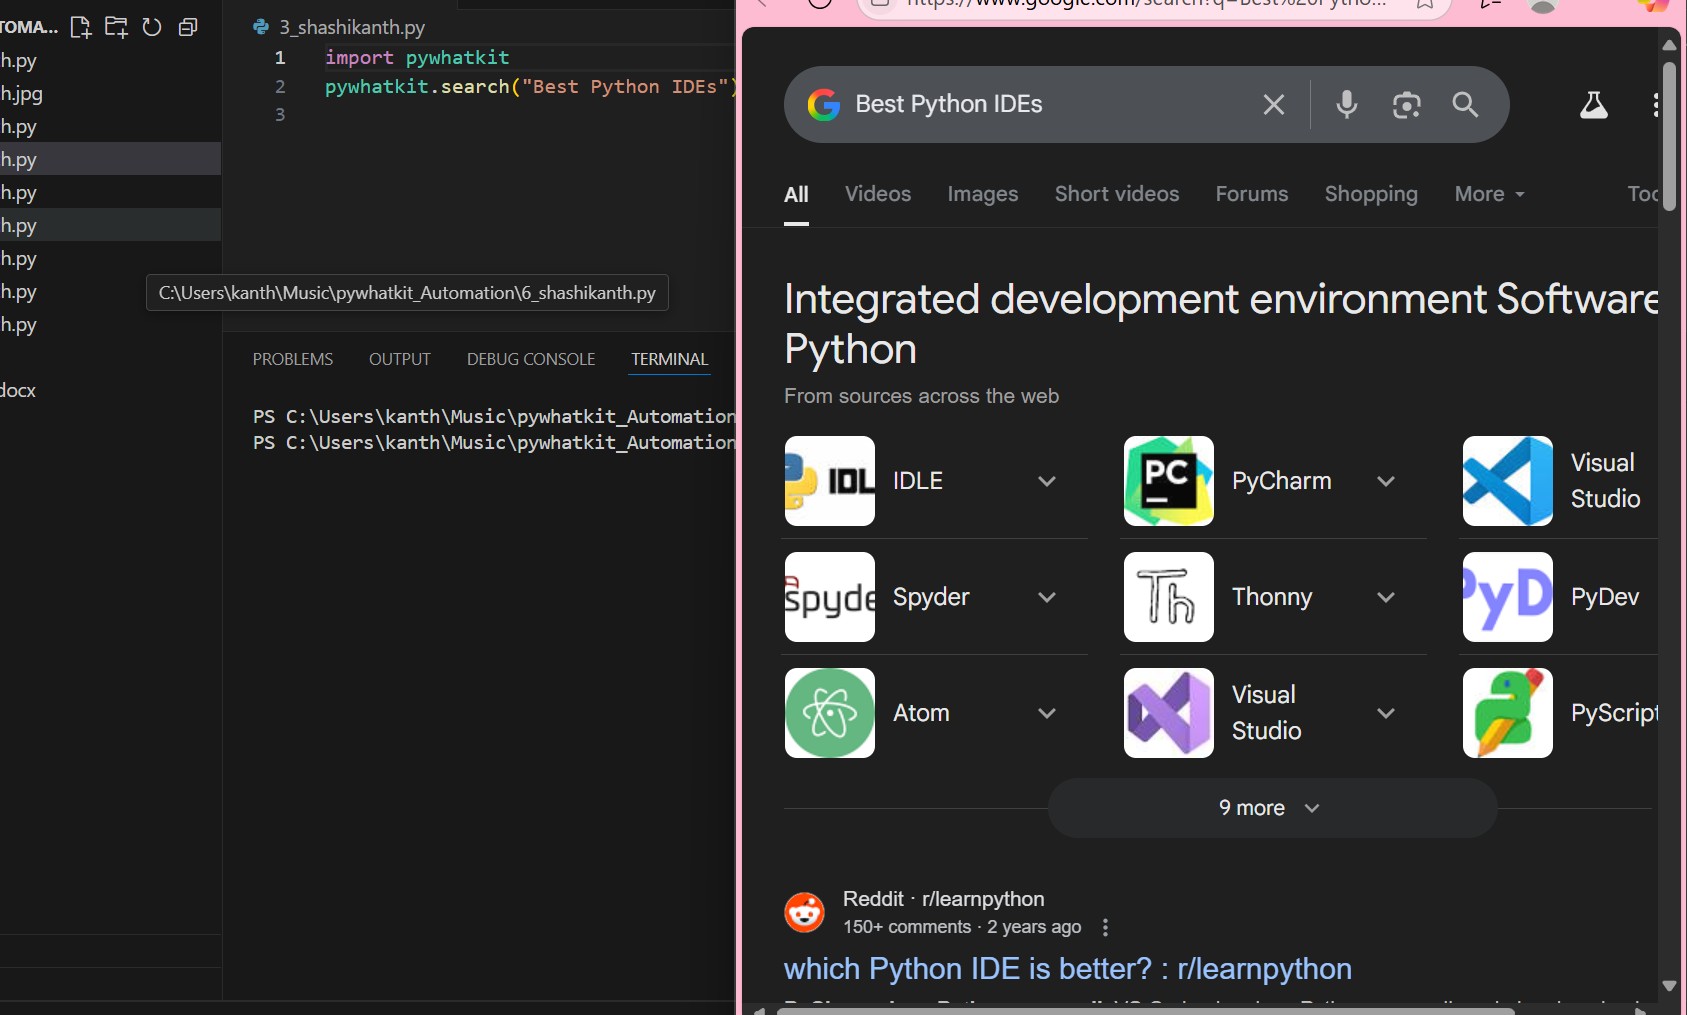 TOMA...
h.py
h.jpg
h.py
h.py
h.py
h.py
h.py
h.py
h.py
docx
3_shashikanth.py
1 import pywhatkit
2 pywhatkit.search("Best Python IDEs")
3
C:\Users\kanth\Music\pywhatkit_Automation\6_shashikanth.py
PROBLEMS OUTPUT DEBUG CONSOLE TERMINAL
PS C:\Users\kanth\Music\pywhatkit_Automation
PS C:\Users\kanth\Music\pywhatkit_Automation
https://www.google.com/search?q=Best%20Pytho...
Best Python IDEs
All Videos Images Short videos Forums Shopping More Too
Integrated development environment Software
Python
From sources across the web
IDLE
PyCharm
Visual
Studio
Spyder
Thonny
PyDev
Atom
Visual
Studio
PyScript
9 more
Reddit · r/learnpython
150+ comments · 2 years ago
which Python IDE is better? : r/learnpython